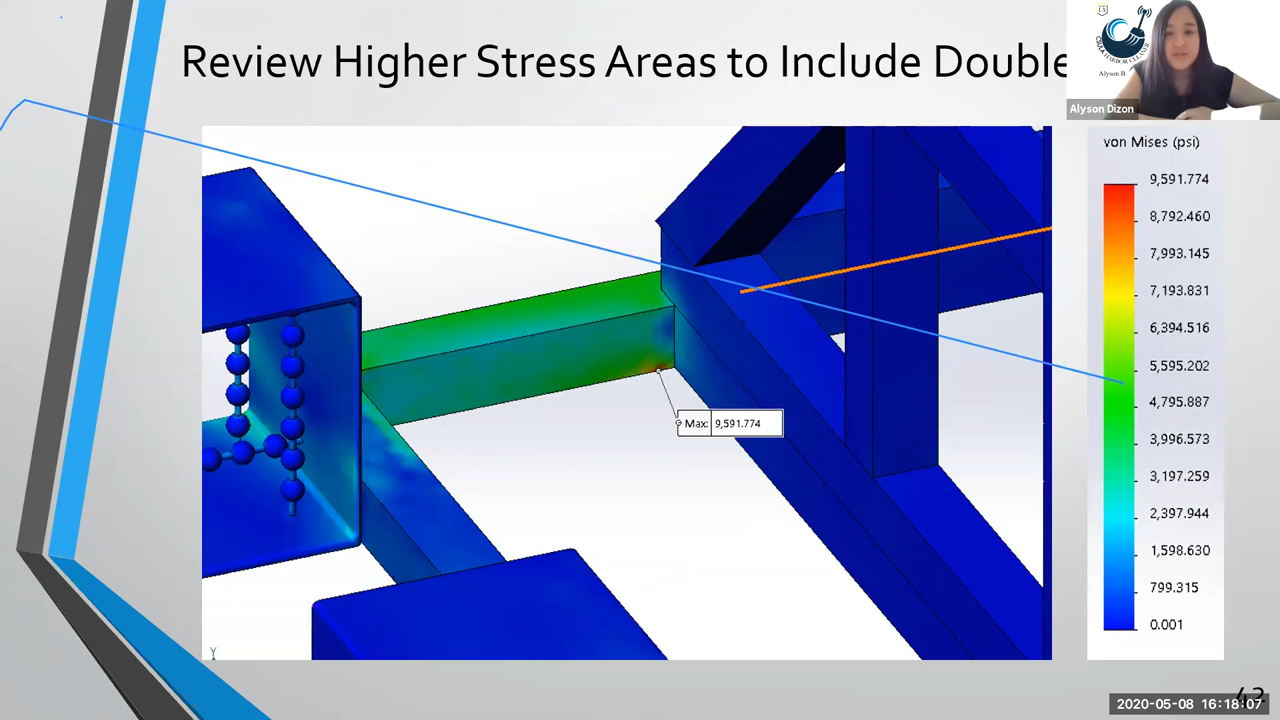 Review Higher Stress Areas to Include Double
Alyson B.
Alyson Dizon
von Mises (psi)
9,591.774
8,792.460
7,993.145
7,193.831
6,394.516
5,595.202
4,795.887
3,996.573
3,197.259
2,397.944
1,598.630
799.315
0.001
Max: 9,591.774
Y
42
2020-05-08 16:18:07